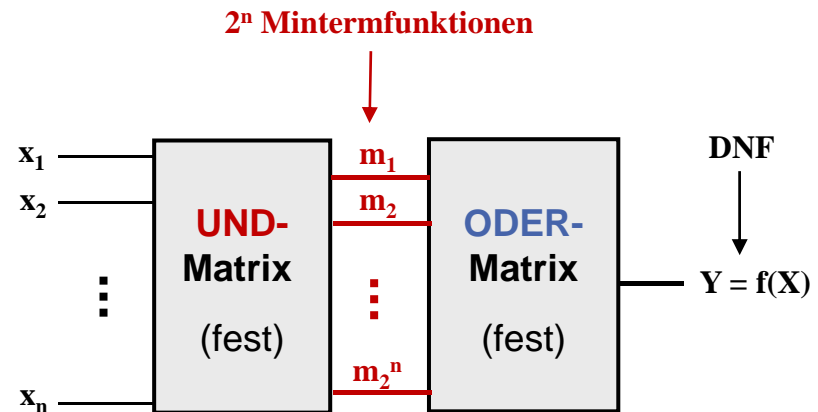 2ⁿ Mintermfunktionen
x₁
m₁
DNF
x₂
m₂
UND-
Matrix
(fest)
ODER-
Matrix
(fest)
Y = f(X)
xₙ
m₂ⁿ